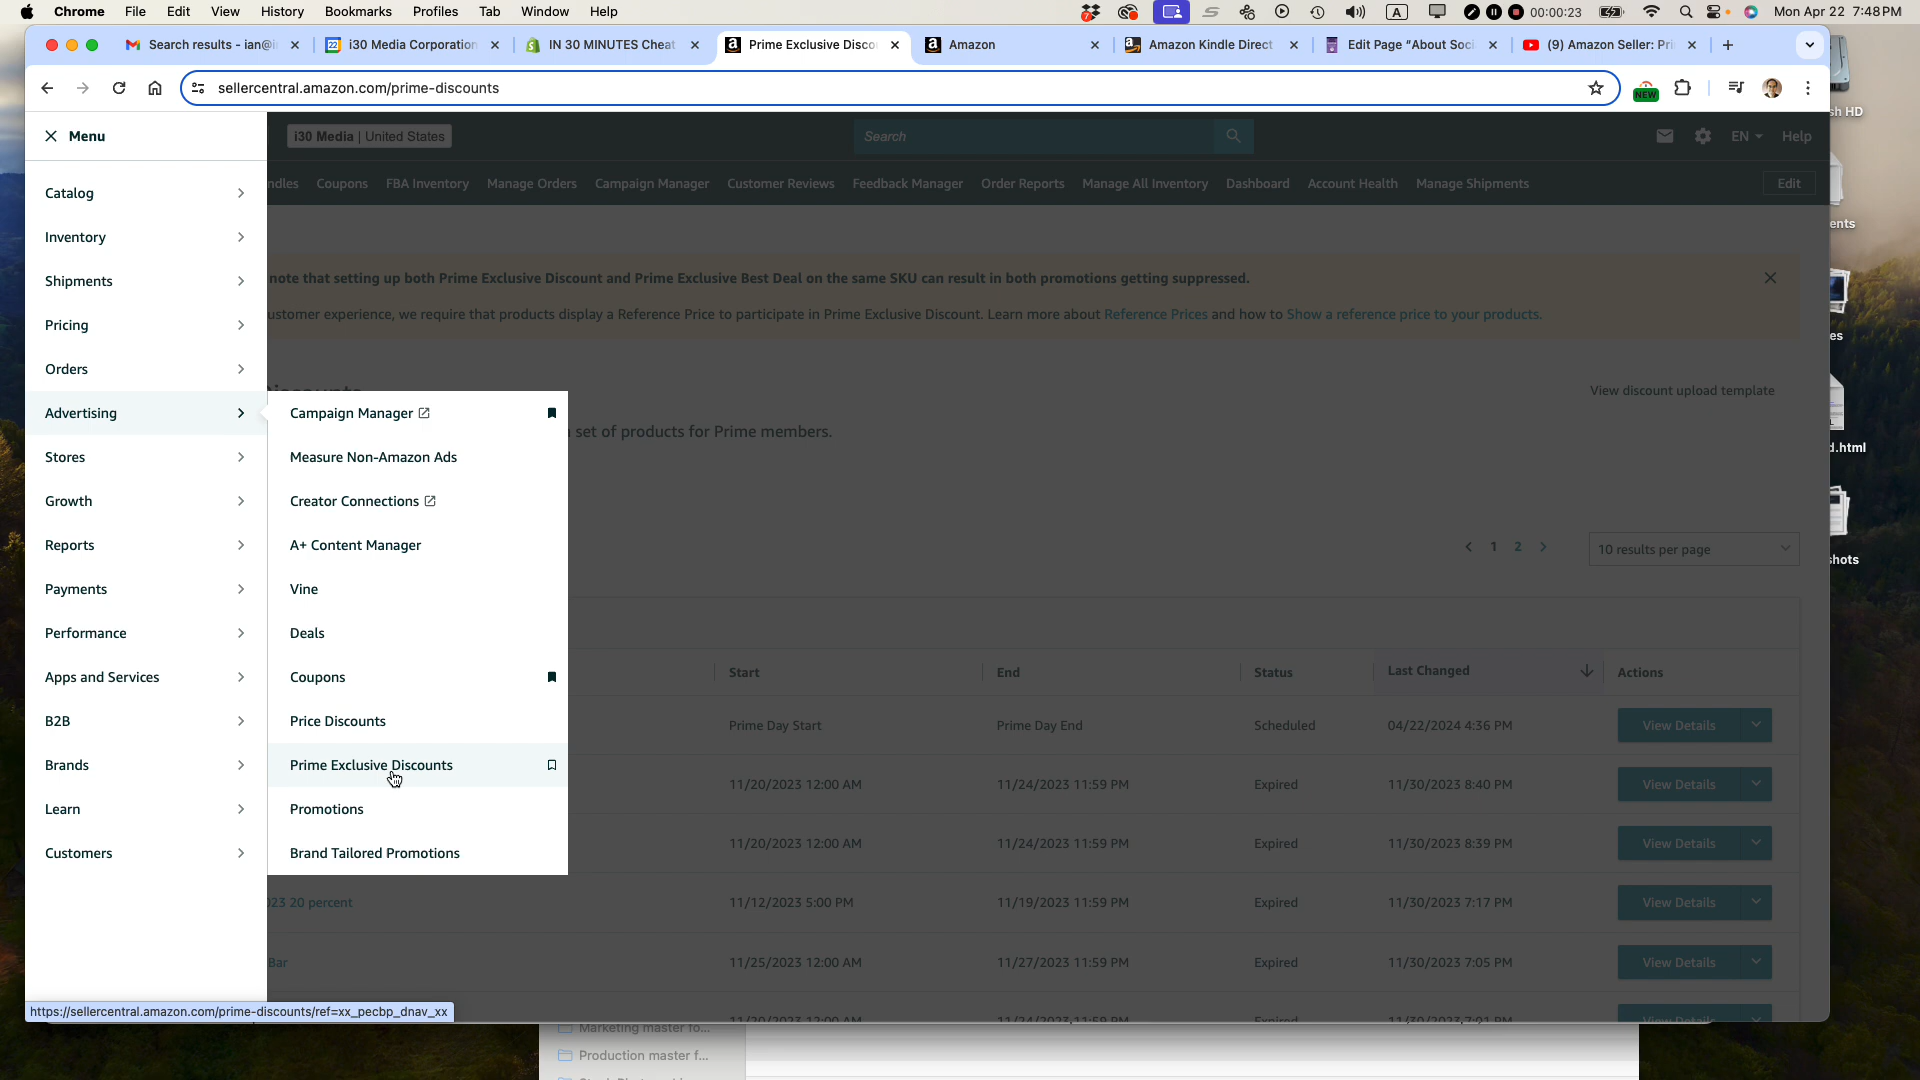 Chrome File Edit View History Bookmarks Profiles Tab Window Help
7
A
00:00:23
Mon Apr 22 7:48 PM
Search results - ian@i
22 i30 Media Corporation
IN 30 MINUTES Cheat
Prime Exclusive Disco
Amazon
Amazon Kindle Direct
Edit Page "About Soci
(9) Amazon Seller: Pri
sellercentral.amazon.com/prime-discounts
NEW
sh HD
Menu
i30 Media | United States
Search
EN
Help
ndles Coupons FBA Inventory Manage Orders Campaign Manager Customer Reviews Feedback Manager Order Reports Manage All Inventory Dashboard Account Health Manage Shipments
Edit
Catalog
Inventory
Shipments
Pricing
Orders
Advertising
Stores
Growth
Reports
Payments
Performance
Apps and Services
B2B
Brands
Learn
Customers
Campaign Manager
Measure Non-Amazon Ads
Creator Connections
A+ Content Manager
Vine
Deals
Coupons
Price Discounts
Prime Exclusive Discounts
Promotions
Brand Tailored Promotions
note that setting up both Prime Exclusive Discount and Prime Exclusive Best Deal on the same SKU can result in both promotions getting suppressed.
ustomer experience, we require that products display a Reference Price to participate in Prime Exclusive Discount. Learn more about Reference Prices and how to Show a reference price to your products.
View discount upload template
set of products for Prime members.
1 2
10 results per page
Start End Status Last Changed Actions
Prime Day Start Prime Day End Scheduled 04/22/2024 4:36 PM View Details
11/20/2023 12:00 AM 11/24/2023 11:59 PM Expired 11/30/2023 8:40 PM View Details
11/20/2023 12:00 AM 11/24/2023 11:59 PM Expired 11/30/2023 8:39 PM View Details
023 20 percent 11/12/2023 5:00 PM 11/19/2023 11:59 PM Expired 11/30/2023 7:17 PM View Details
Bar 11/25/2023 12:00 AM 11/27/2023 11:59 PM Expired 11/30/2023 7:05 PM View Details
11/20/2023 12:00 AM 11/24/2023 11:59 PM Expired 11/30/2023 7:01 PM View Details
ents
es
d.html
hots
https://sellercentral.amazon.com/prime-discounts/ref=xx_pecbp_dnav_xx
Marketing master fo...
Production master f...